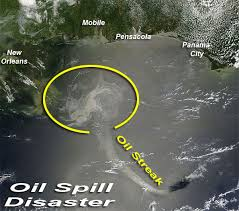 Mobile
Pensacola
New
Orleans
Panama
City
Oil Streak
Oil Spill
Disaster